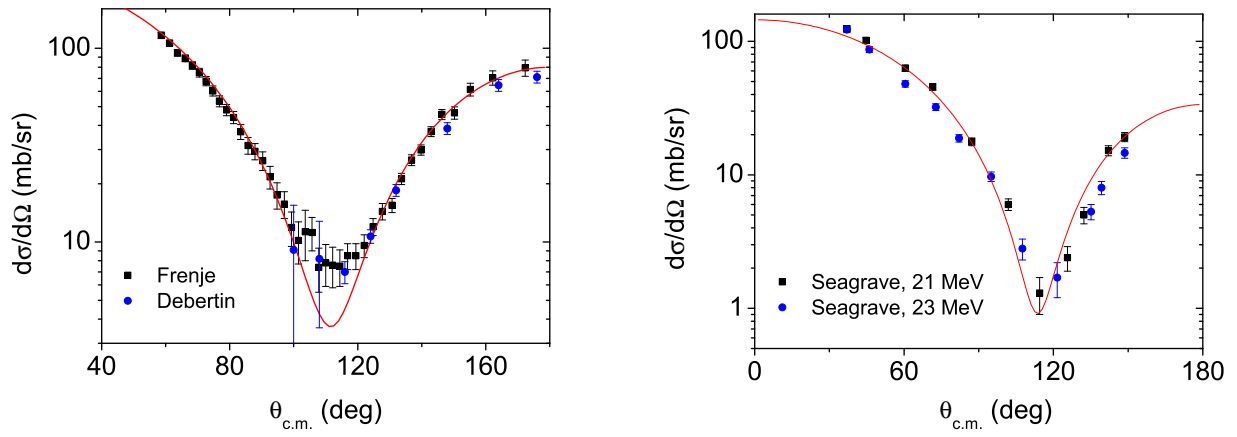 dσ/dΩ (mb/sr)
100
10
Frenje
Debertin
40 80 120 160
θc.m. (deg)
dσ/dΩ (mb/sr)
100
10
1
Seagrave, 21 MeV
Seagrave, 23 MeV
0 60 120 180
θc.m. (deg)